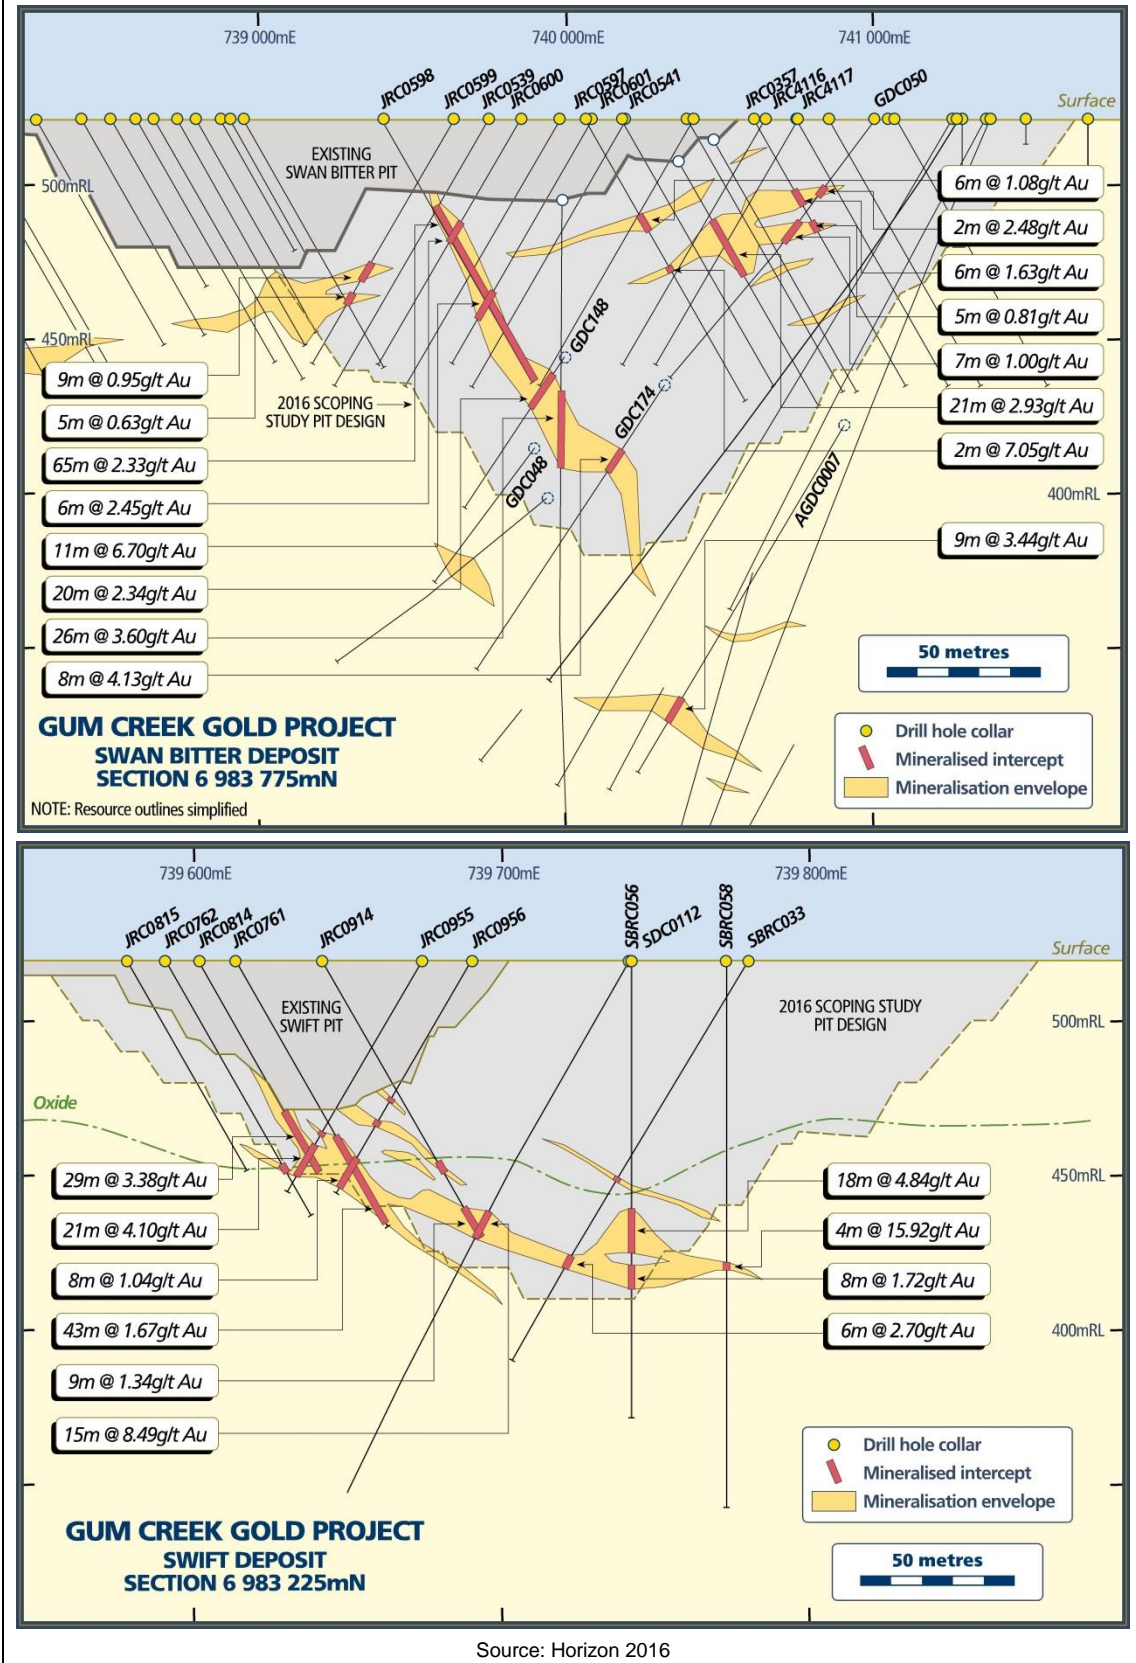 739 000mE
740 000mE
741 000mE
JRC0598
JRC0599
JRC0539
JRC0600
JRC0597
JRC0601
JRC0541
JRC0357
JRC4116
JRC4117
GDC050
Surface
EXISTING
SWAN BITTER PIT
500mRL
450mRL
400mRL
2016 SCOPING
STUDY PIT DESIGN
GDC148
GDC174
GDC048
AGDC0007
9m @ 0.95g/t Au
5m @ 0.63g/t Au
65m @ 2.33g/t Au
6m @ 2.45g/t Au
11m @ 6.70g/t Au
20m @ 2.34g/t Au
26m @ 3.60g/t Au
8m @ 4.13g/t Au
6m @ 1.08g/t Au
2m @ 2.48g/t Au
6m @ 1.63g/t Au
5m @ 0.81g/t Au
7m @ 1.00g/t Au
21m @ 2.93g/t Au
2m @ 7.05g/t Au
9m @ 3.44g/t Au
50 metres
Drill hole collar
Mineralised intercept
Mineralisation envelope
GUM CREEK GOLD PROJECT
SWAN BITTER DEPOSIT
SECTION 6 983 775mN
NOTE: Resource outlines simplified
739 600mE
739 700mE
739 800mE
JRC0815
JRC0762
JRC0814
JRC0761
JRC0914
JRC0955
JRC0956
SBRC056
SDC0112
SBRC058
SBRC033
Surface
EXISTING
SWIFT PIT
2016 SCOPING STUDY
PIT DESIGN
500mRL
Oxide
450mRL
400mRL
29m @ 3.38g/t Au
21m @ 4.10g/t Au
8m @ 1.04g/t Au
43m @ 1.67g/t Au
9m @ 1.34g/t Au
15m @ 8.49g/t Au
18m @ 4.84g/t Au
4m @ 15.92g/t Au
8m @ 1.72g/t Au
6m @ 2.70g/t Au
Drill hole collar
Mineralised intercept
Mineralisation envelope
GUM CREEK GOLD PROJECT
SWIFT DEPOSIT
SECTION 6 983 225mN
50 metres
Source: Horizon 2016